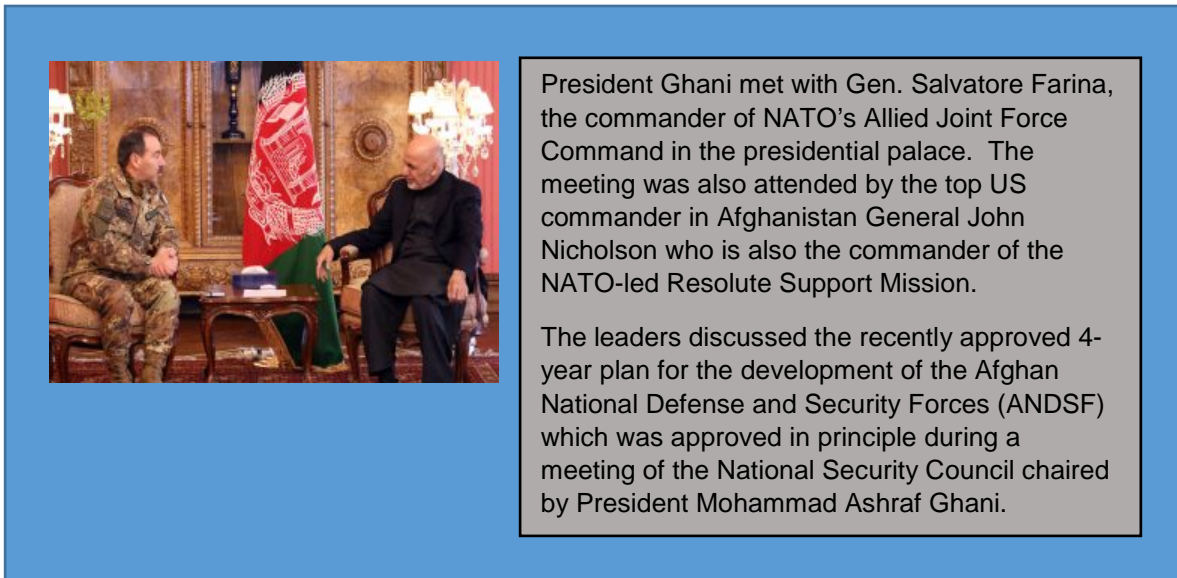 President Ghani met with Gen. Salvatore Farina,
the commander of NATO’s Allied Joint Force
Command in the presidential palace.  The
meeting was also attended by the top US
commander in Afghanistan General John
Nicholson who is also the commander of the
NATO-led Resolute Support Mission.
The leaders discussed the recently approved 4-
year plan for the development of the Afghan
National Defense and Security Forces (ANDSF)
which was approved in principle during a
meeting of the National Security Council chaired
by President Mohammad Ashraf Ghani.